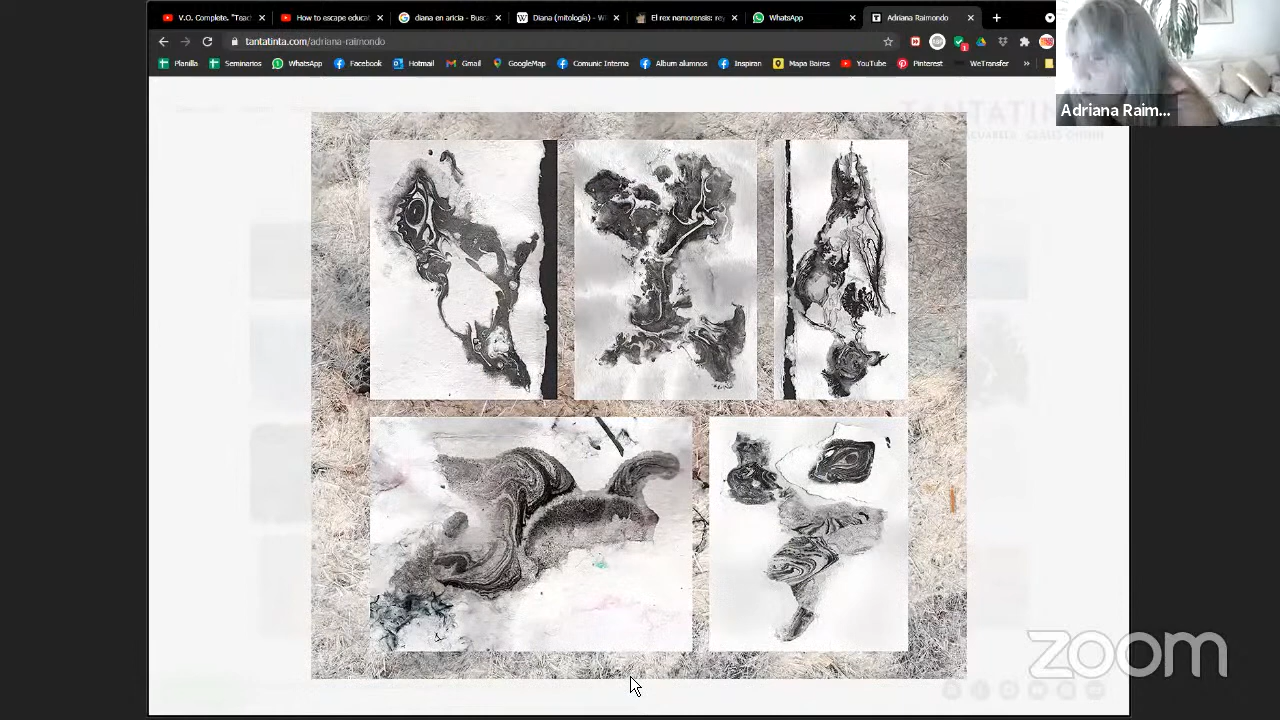 V.O. Complete. "Teac
How to escape educat
diana en aricia - Busc
Diana (mitología) - W
El rex nemorensis: re
WhatsApp
Adriana Raimondo
tantatinta.com/adriana-raimondo
Planilla
Seminarios
WhatsApp
Facebook
Hotmail
Gmail
GoogleMap
Comunic Interna
Album alumnos
Inspiran
Mapa Baires
YouTube
Pinterest
WeTransfer
Adriana Raim...
TANTATIN
zoom